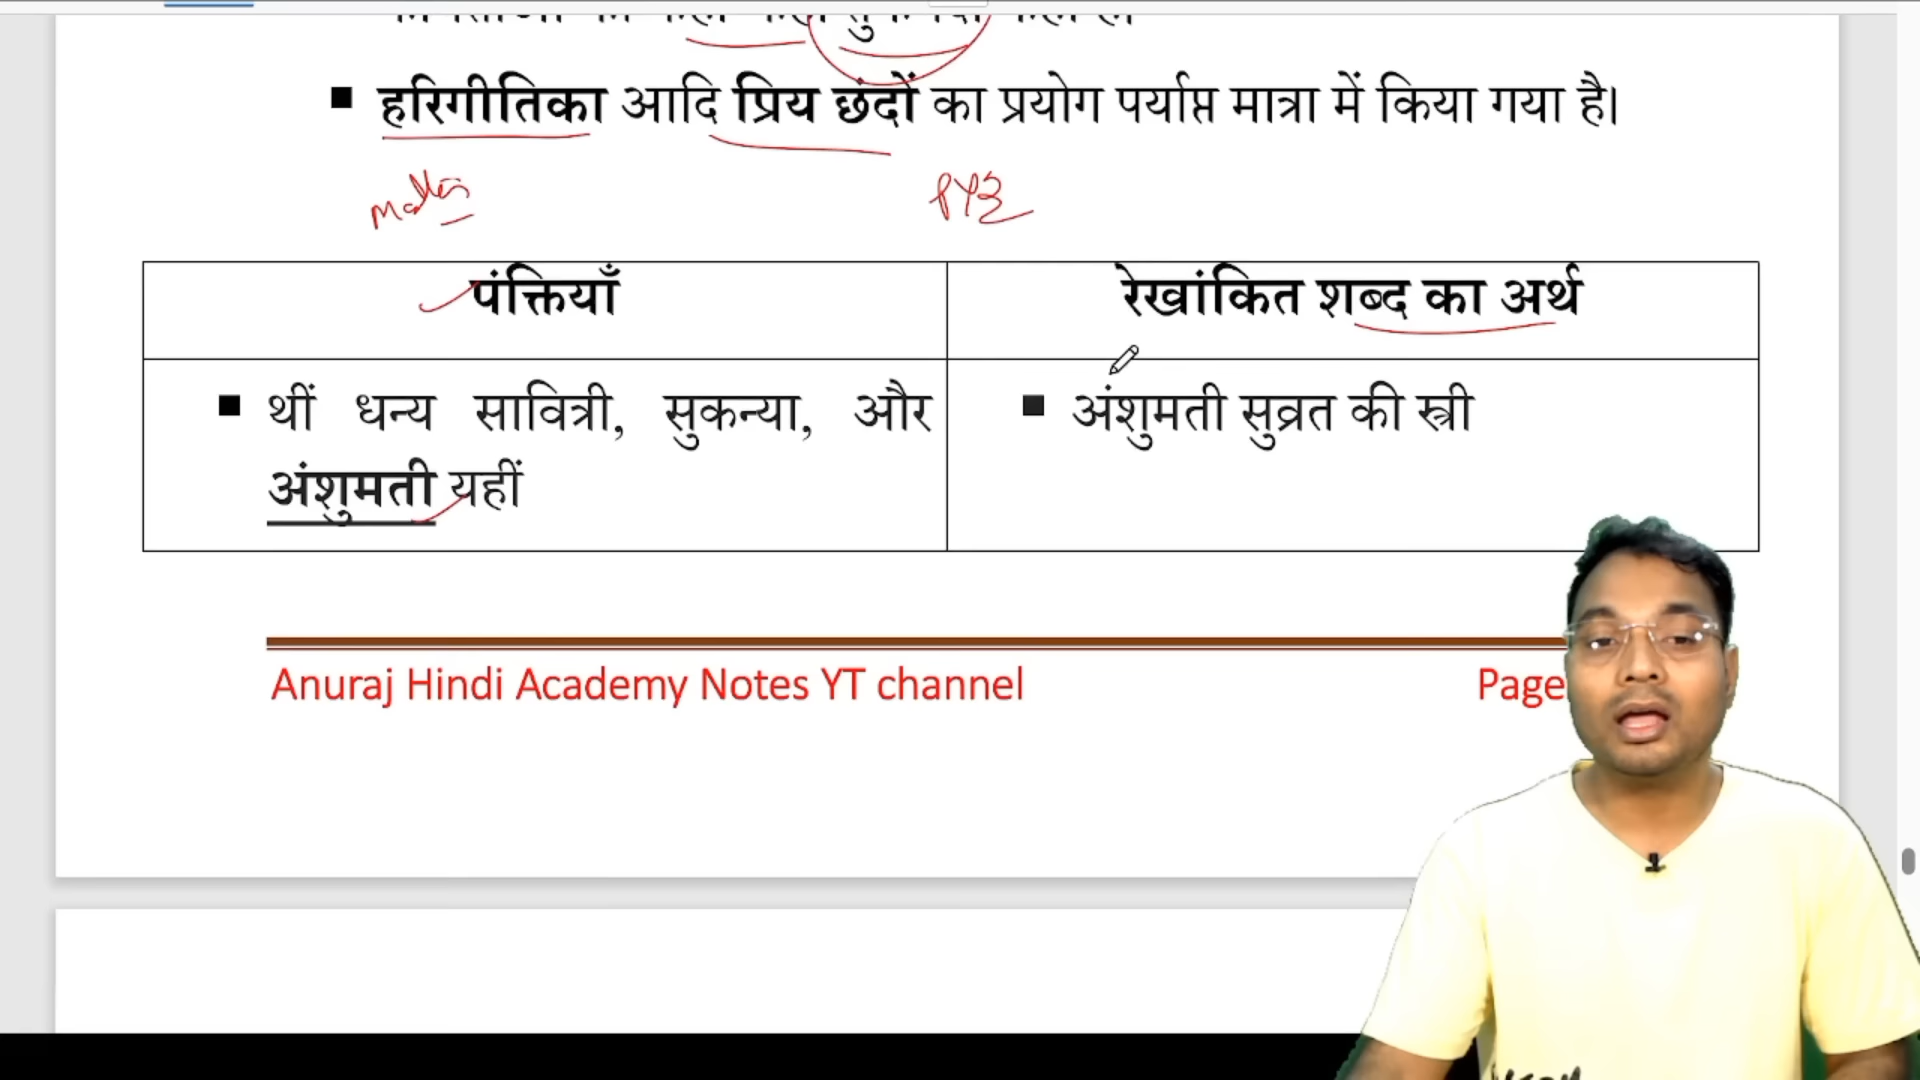 ■ हरिगीतिका आदि प्रिय छंदों का प्रयोग पर्याप्त मात्रा में किया गया है।
PYQ
पंक्तियाँ
रेखांकित शब्द का अर्थ
■ थीं धन्य सावित्री, सुकन्या, और
अंशुमती यहीं
■ अंशुमती सुव्रत की स्त्री
Anuraj Hindi Academy Notes YT channel
Page